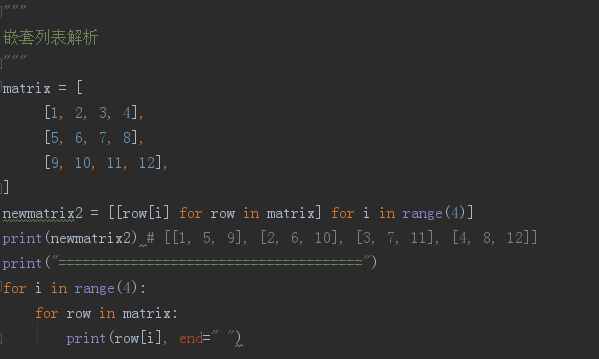 """
嵌套列表解析
"""
matrix = [
     [1, 2, 3, 4],
     [5, 6, 7, 8],
     [9, 10, 11, 12],
]
newmatrix2 = [[row[i] for row in matrix] for i in range(4)]
print(newmatrix2) # [[1, 5, 9], [2, 6, 10], [3, 7, 11], [4, 8, 12]]
print("======================================")
for i in range(4):
    for row in matrix:
        print(row[i], end=" ")